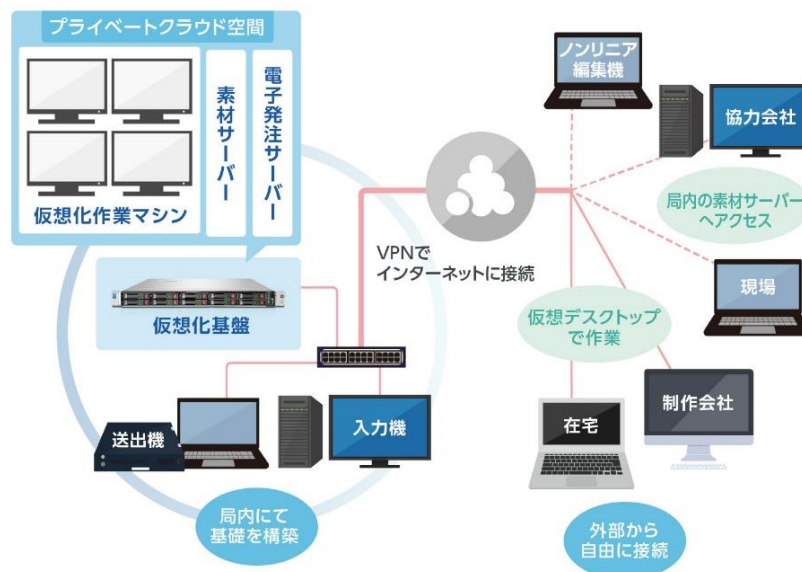 プライベートクラウド空間
仮想化作業マシン
素材サーバー
電子発注サーバー
仮想化基盤
送出機
入力機
局内にて
基礎を構築
VPNで
インターネットに接続
ノンリニア
編集機
協力会社
局内の素材サーバー
へアクセス
現場
仮想デスクトップ
で作業
在宅
制作会社
外部から
自由に接続